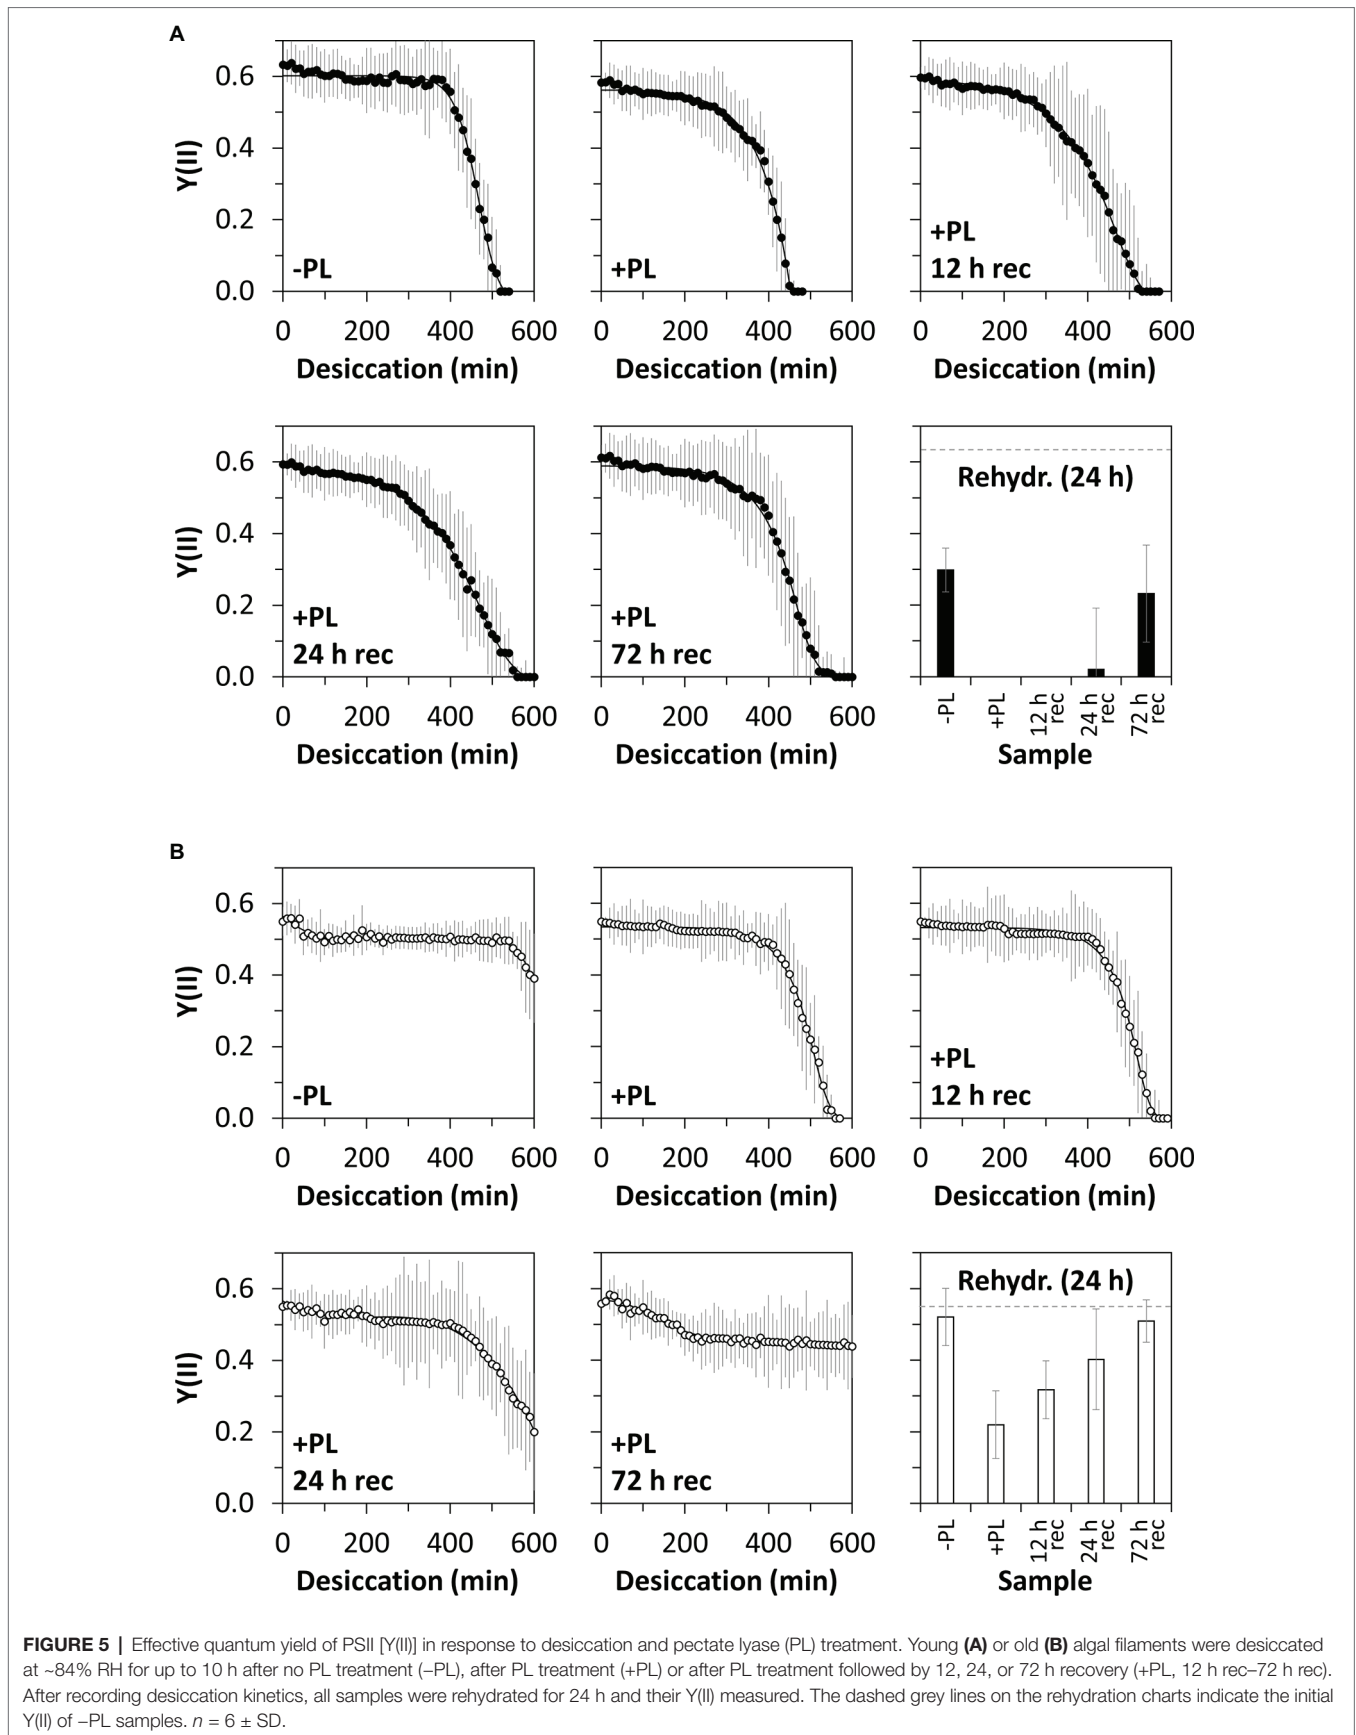 A
Y(II)
0.6
0.4
0.2
0.0
-PL
+PL
+PL
12 h rec
0 200 400 600
0 200 400 600
0 200 400 600
Desiccation (min)
Desiccation (min)
Desiccation (min)
Y(II)
0.6
0.4
0.2
0.0
+PL
24 h rec
+PL
72 h rec
Rehydr. (24 h)
0 200 400 600
0 200 400 600
-PL
+PL
12 h
rec
24 h
rec
72 h
rec
Desiccation (min)
Desiccation (min)
Sample
B
Y(II)
0.6
0.4
0.2
0.0
-PL
+PL
+PL
12 h rec
0 200 400 600
0 200 400 600
0 200 400 600
Desiccation (min)
Desiccation (min)
Desiccation (min)
Y(II)
0.6
0.4
0.2
0.0
+PL
24 h rec
+PL
72 h rec
Rehydr. (24 h)
0 200 400 600
0 200 400 600
-PL
+PL
12 h
rec
24 h
rec
72 h
rec
Desiccation (min)
Desiccation (min)
Sample
FIGURE 5 | Effective quantum yield of PSII [Y(II)] in response to desiccation and pectate lyase (PL) treatment. Young (A) or old (B) algal filaments were desiccated
at ~84% RH for up to 10 h after no PL treatment (−PL), after PL treatment (+PL) or after PL treatment followed by 12, 24, or 72 h recovery (+PL, 12 h rec–72 h rec).
After recording desiccation kinetics, all samples were rehydrated for 24 h and their Y(II) measured. The dashed grey lines on the rehydration charts indicate the initial
Y(II) of −PL samples. n = 6 ± SD.